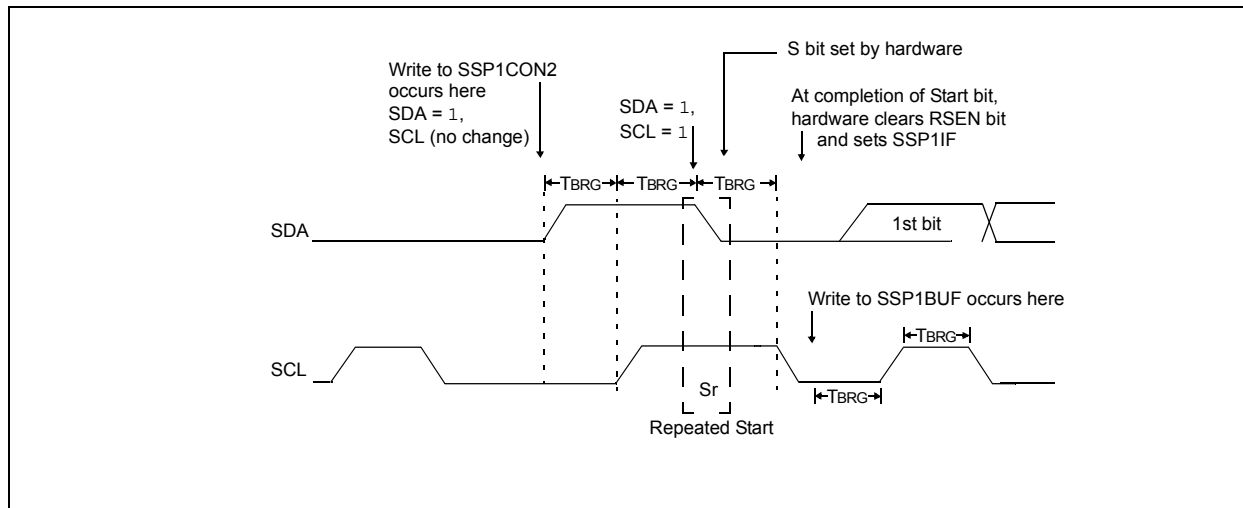 S bit set by hardware
Write to SSP1CON2
occurs here
SDA = 1,
SCL (no change)
SDA = 1,
SCL = 1
At completion of Start bit,
hardware clears RSEN bit
and sets SSP1IF
TBRG TBRG TBRG
SDA
1st bit
Write to SSP1BUF occurs here
TBRG
SCL
Sr
TBRG
Repeated Start